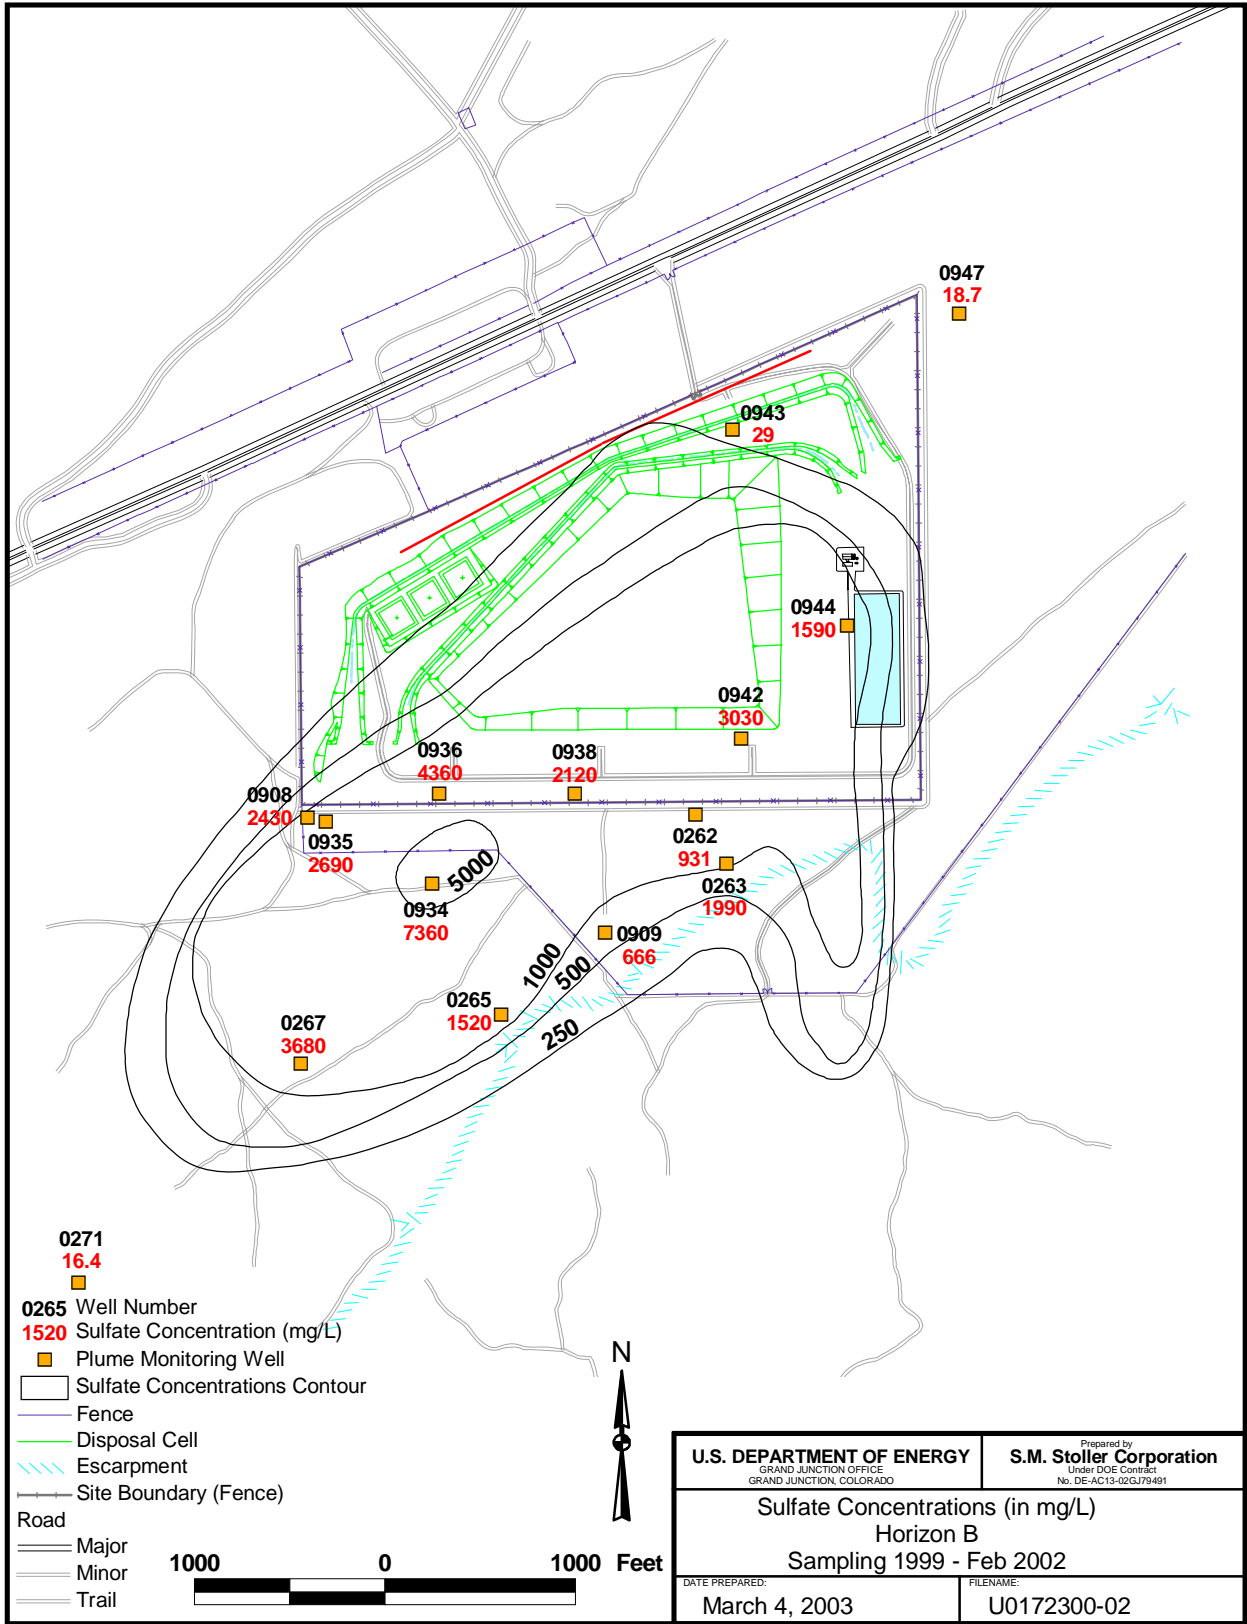 0947
18.7
0943
29
0944
1590
0942
3030
0936
4360
0938
2120
0908
2430
0935
2690
0262
931
5000
0263
1990
0934
7360
0909
666
1000
500
250
0265
1520
0267
3680
0271
16.4
0265 Well Number
1520 Sulfate Concentration (mg/L)
Plume Monitoring Well
Sulfate Concentrations Contour
Fence
Disposal Cell
Escarpment
Site Boundary (Fence)
Road
Major
Minor
Trail
N
1000 0 1000 Feet
U.S. DEPARTMENT OF ENERGY
GRAND JUNCTION OFFICE
GRAND JUNCTION, COLORADO
Prepared by
S.M. Stoller Corporation
Under DOE Contract
No. DE-AC13-02GJ79491
Sulfate Concentrations (in mg/L)
Horizon B
Sampling 1999 - Feb 2002
DATE PREPARED:
March 4, 2003
FILENAME:
U0172300-02